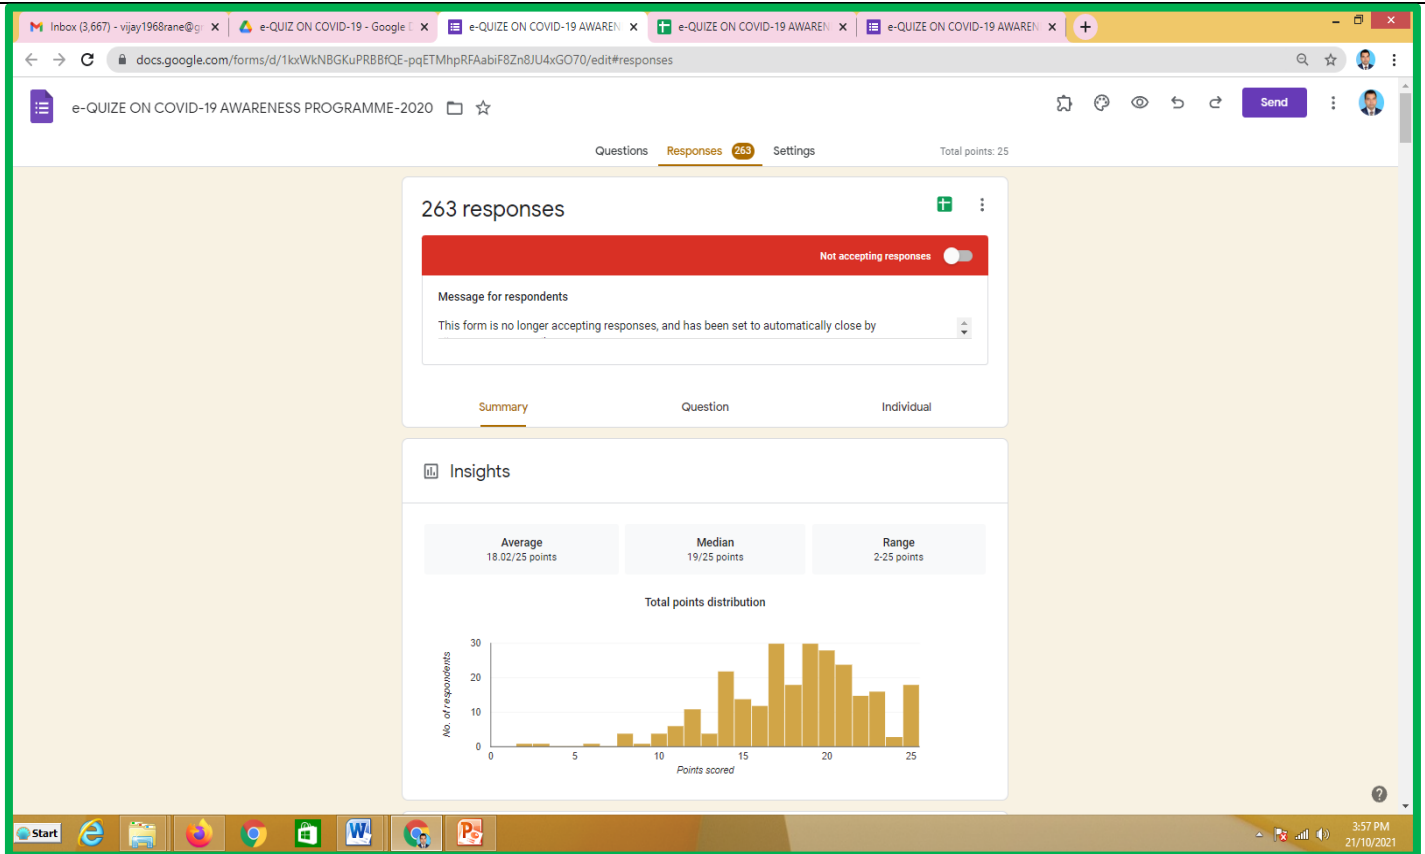 Inbox (3,667) - vijay1968rane@gr
e-QUIZ ON COVID-19 - Google D
e-QUIZE ON COVID-19 AWAREN
e-QUIZE ON COVID-19 AWAREN
e-QUIZE ON COVID-19 AWAREN
docs.google.com/forms/d/1kxWkNBGKuPRBBfQE-pqETMhpRFAabiF8Zn8JU4xGO70/edit#responses
e-QUIZE ON COVID-19 AWARENESS PROGRAMME-2020
Send
Questions Responses 263 Settings Total points: 25
263 responses
Not accepting responses
Message for respondents
This form is no longer accepting responses, and has been set to automatically close by
Summary Question Individual
Insights
Average Median Range
18.02/25 points 19/25 points 2-25 points
Total points distribution
No. of respondents
30
20
10
0
0 5 10 15 20 25
Points scored
Start
3:57 PM
21/10/2021